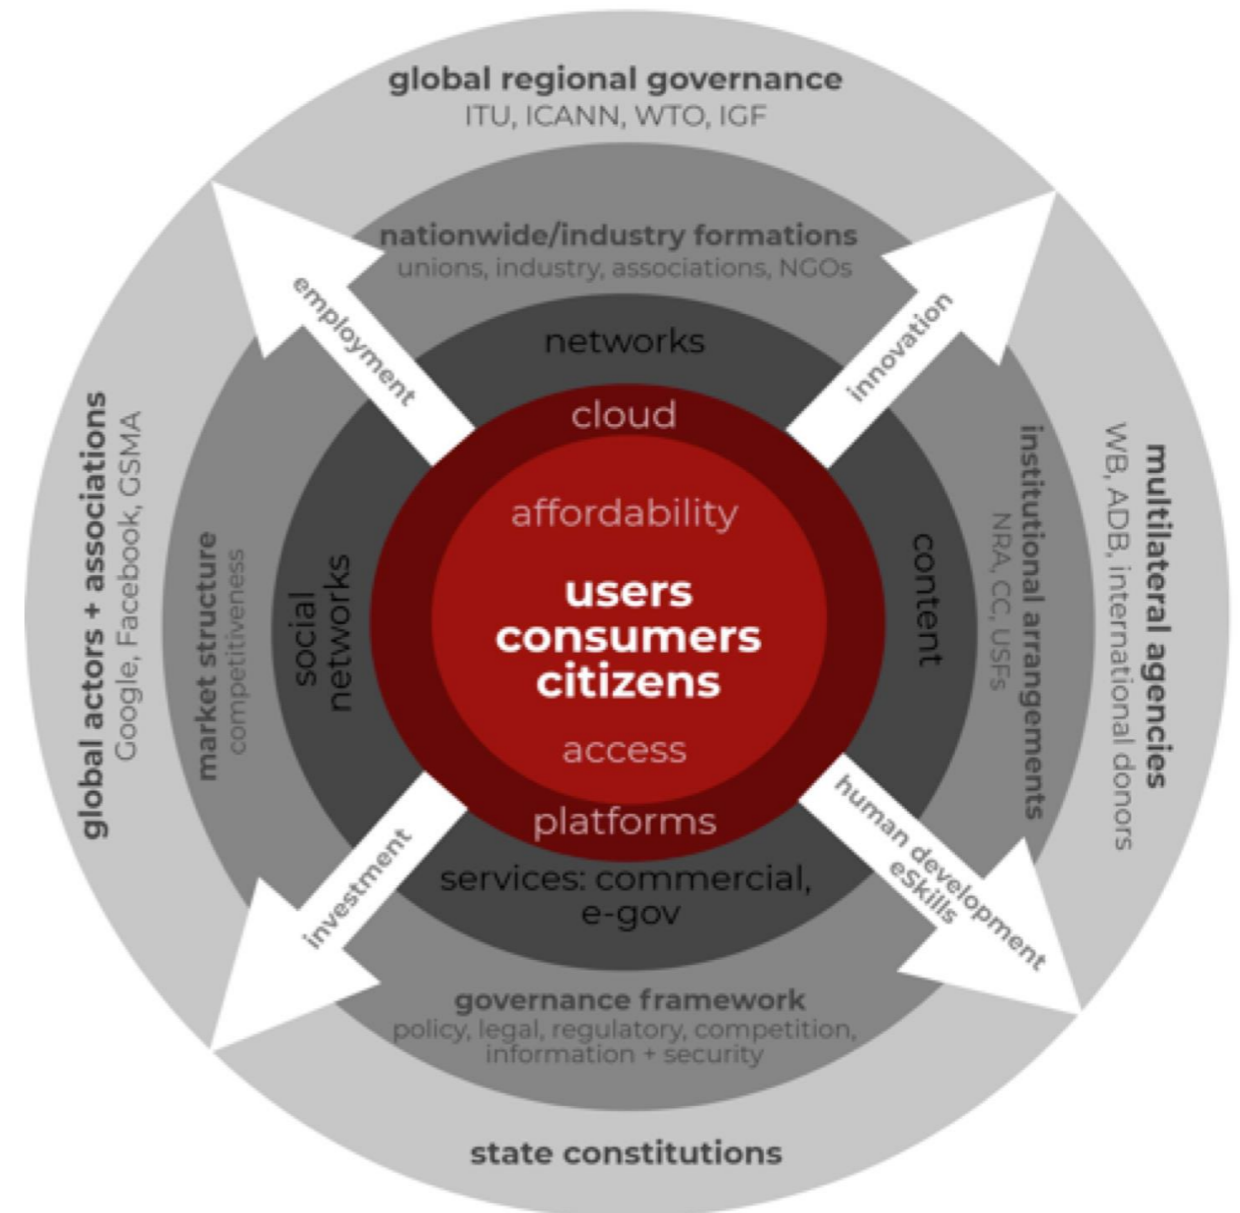 global regional governance
ITU, ICANN, WTO, IGF
nationwide/industry formations
unions, industry, associations, NGOs
networks
employment
innovation
cloud
affordability
users
consumers
citizens
access
platforms
global actors + associations
Google, Facebook, GSMA
market structure
competitiveness
social
networks
content
institutional arrangements
NRA, CC, USFs
multilateral agencies
WB, ADB, international donors
investment
human development
eSkills
services: commercial,
e-gov
governance framework
policy, legal, regulatory, competition,
information + security
state constitutions